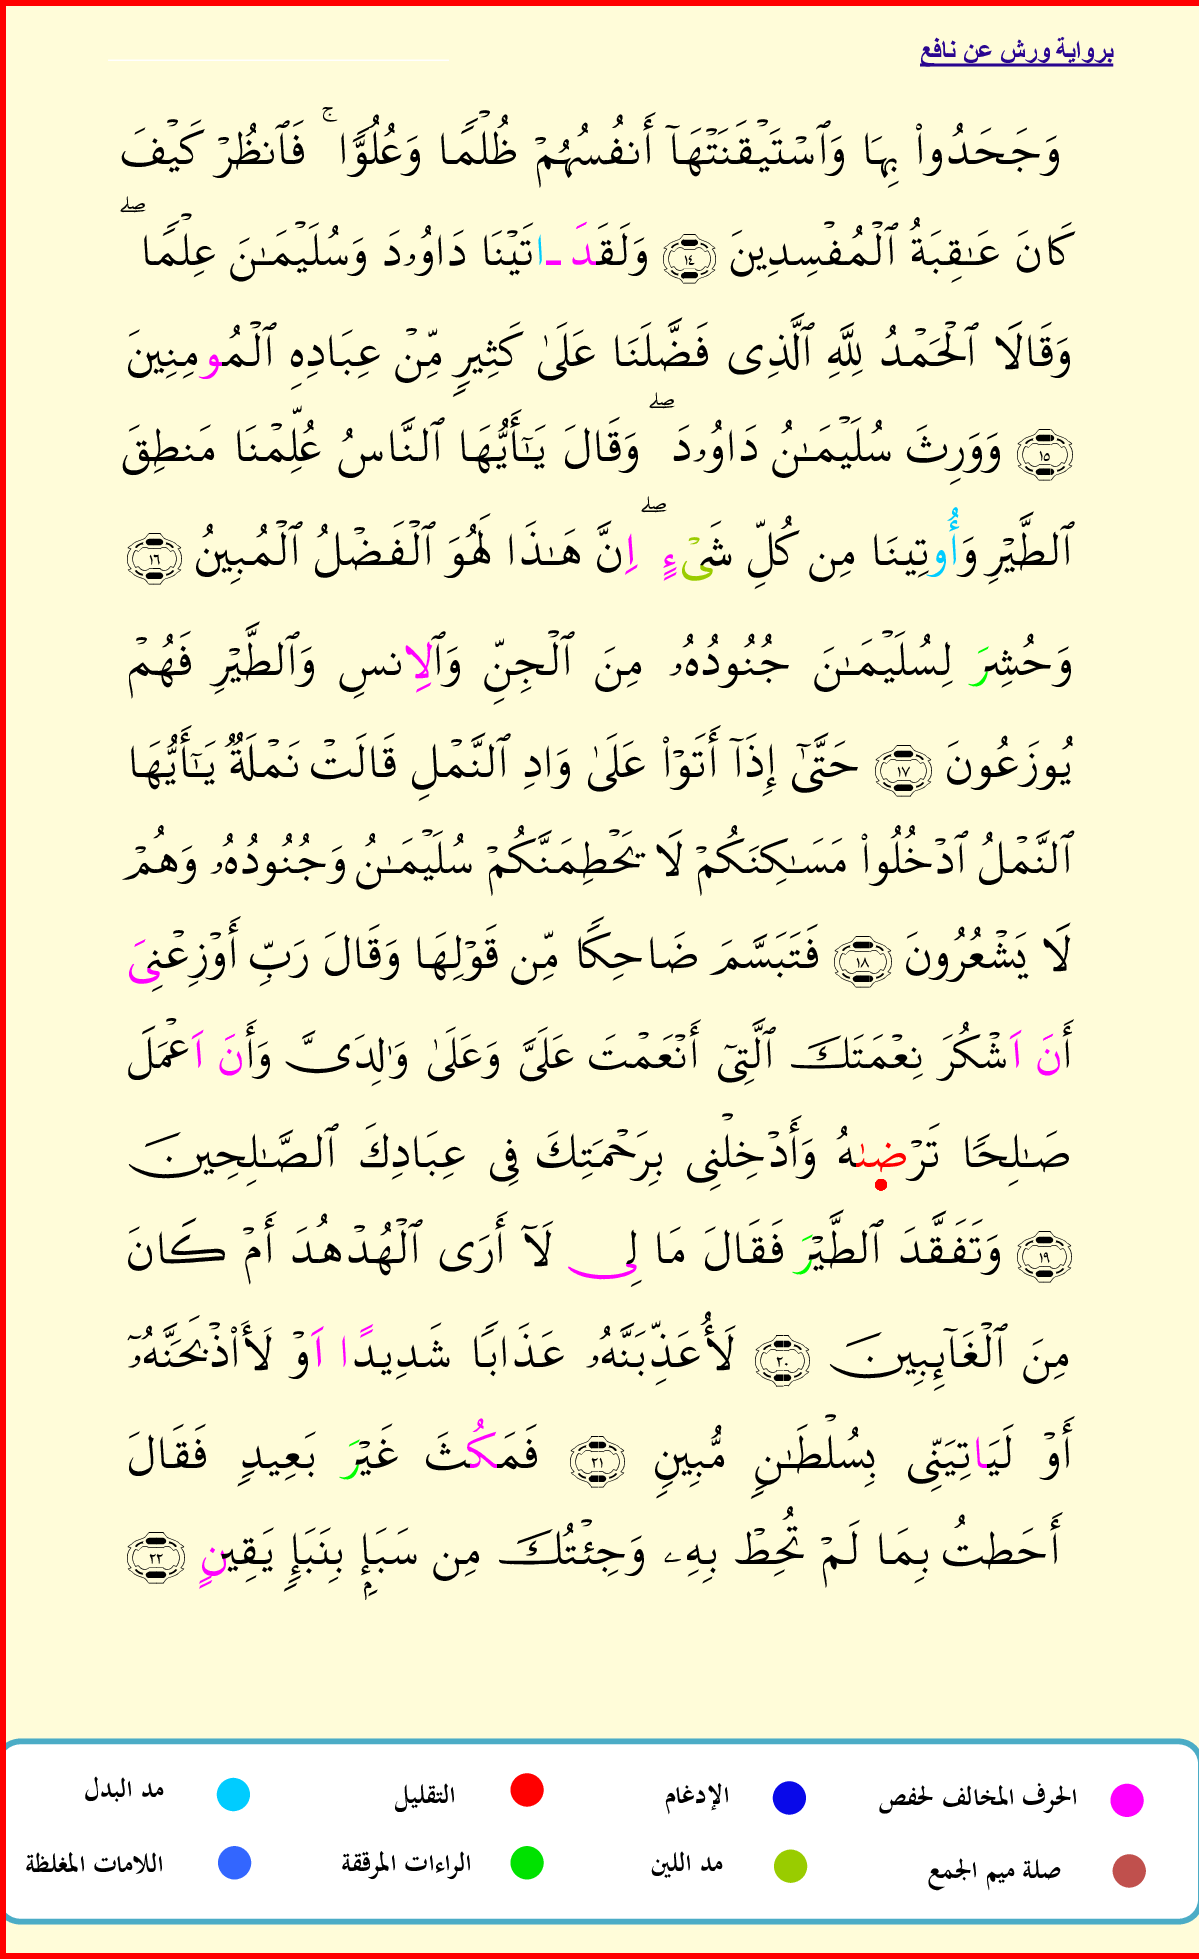 برواية ورش عن نافع
وَجَحَدُواْ بِهَا وَٱسْتَيْقَنَتْهَآ أَنفُسُهُمْ ظُلْمًا وَعُلُوًّا ۚ فَٱنظُرْ كَيْفَ
كَانَ عَـٰقِبَةُ ٱلْمُفْسِدِينَ ١٤ وَلَقَدَ ـاتَيْنَا دَاوُۥدَ وَسُلَيْمَـٰنَ عِلْمًا ۖ
وَقَالَا ٱلْحَمْدُ لِلَّهِ ٱلَّذِى فَضَّلَنَا عَلَىٰ كَثِيرٍ مِّنْ عِبَادِهِ ٱلْمُومِنِينَ
١٥ وَوَرِثَ سُلَيْمَـٰنُ دَاوُۥدَ ۖ وَقَالَ يَـٰٓأَيُّهَا ٱلنَّاسُ عُلِّمْنَا مَنطِقَ
ٱلطَّيْرِ وَأُوتِينَا مِن كُلِّ شَىْءٍ ۖ اِنَّ هَـٰذَا لَهُوَ ٱلْفَضْلُ ٱلْمُبِينُ ١٦
وَحُشِرَ لِسُلَيْمَـٰنَ جُنُودُهُۥ مِنَ ٱلْجِنِّ وَٱلِانسِ وَٱلطَّيْرِ فَهُمْ
يُوزَعُونَ ١٧ حَتَّىٰٓ إِذَآ أَتَوْاْ عَلَىٰ وَادِ ٱلنَّمْلِ قَالَتْ نَمْلَةٌ يَـٰٓأَيُّهَا
ٱلنَّمْلُ ٱدْخُلُواْ مَسَـٰكِنَكُمْ لَا يَحْطِمَنَّكُمْ سُلَيْمَـٰنُ وَجُنُودُهُۥ وَهُمْ
لَا يَشْعُرُونَ ١٨ فَتَبَسَّمَ ضَاحِكًا مِّن قَوْلِهَا وَقَالَ رَبِّ أَوْزِعْنِىَ
أَنَ اَشْكُرَ نِعْمَتَكَ ٱلَّتِىٓ أَنْعَمْتَ عَلَىَّ وَعَلَىٰ وَٰلِدَىَّ وَأَنَ اَعْمَلَ
صَـٰلِحًا تَرْضىٰهُ وَأَدْخِلْنِى بِرَحْمَتِكَ فِى عِبَادِكَ ٱلصَّـٰلِحِينَ
١٩ وَتَفَقَّدَ ٱلطَّيْرَ فَقَالَ مَا لِى لَآ أَرَى ٱلْهُدْهُدَ أَمْ كَانَ
مِنَ ٱلْغَآئِبِينَ ٢٠ لَأُعَذِّبَنَّهُۥ عَذَابًا شَدِيدًا اَوْ لَأَاْذْبَحَنَّهُۥٓ
أَوْ لَيَاتِيَنِّى بِسُلْطَـٰنٍ مُّبِينٍ ٢١ فَمَكُثَ غَيْرَ بَعِيدٍ فَقَالَ
أَحَطتُ بِمَا لَمْ تُحِطْ بِهِۦ وَجِئْتُكَ مِن سَبَإٍۭ بِنَبَإٍ يَقِينٍ ٢٢
الحرف المخالف لحفص الإدغام التقليل مد البدل
صلة ميم الجمع مد اللين الراءات المرققة اللامات المغلظة